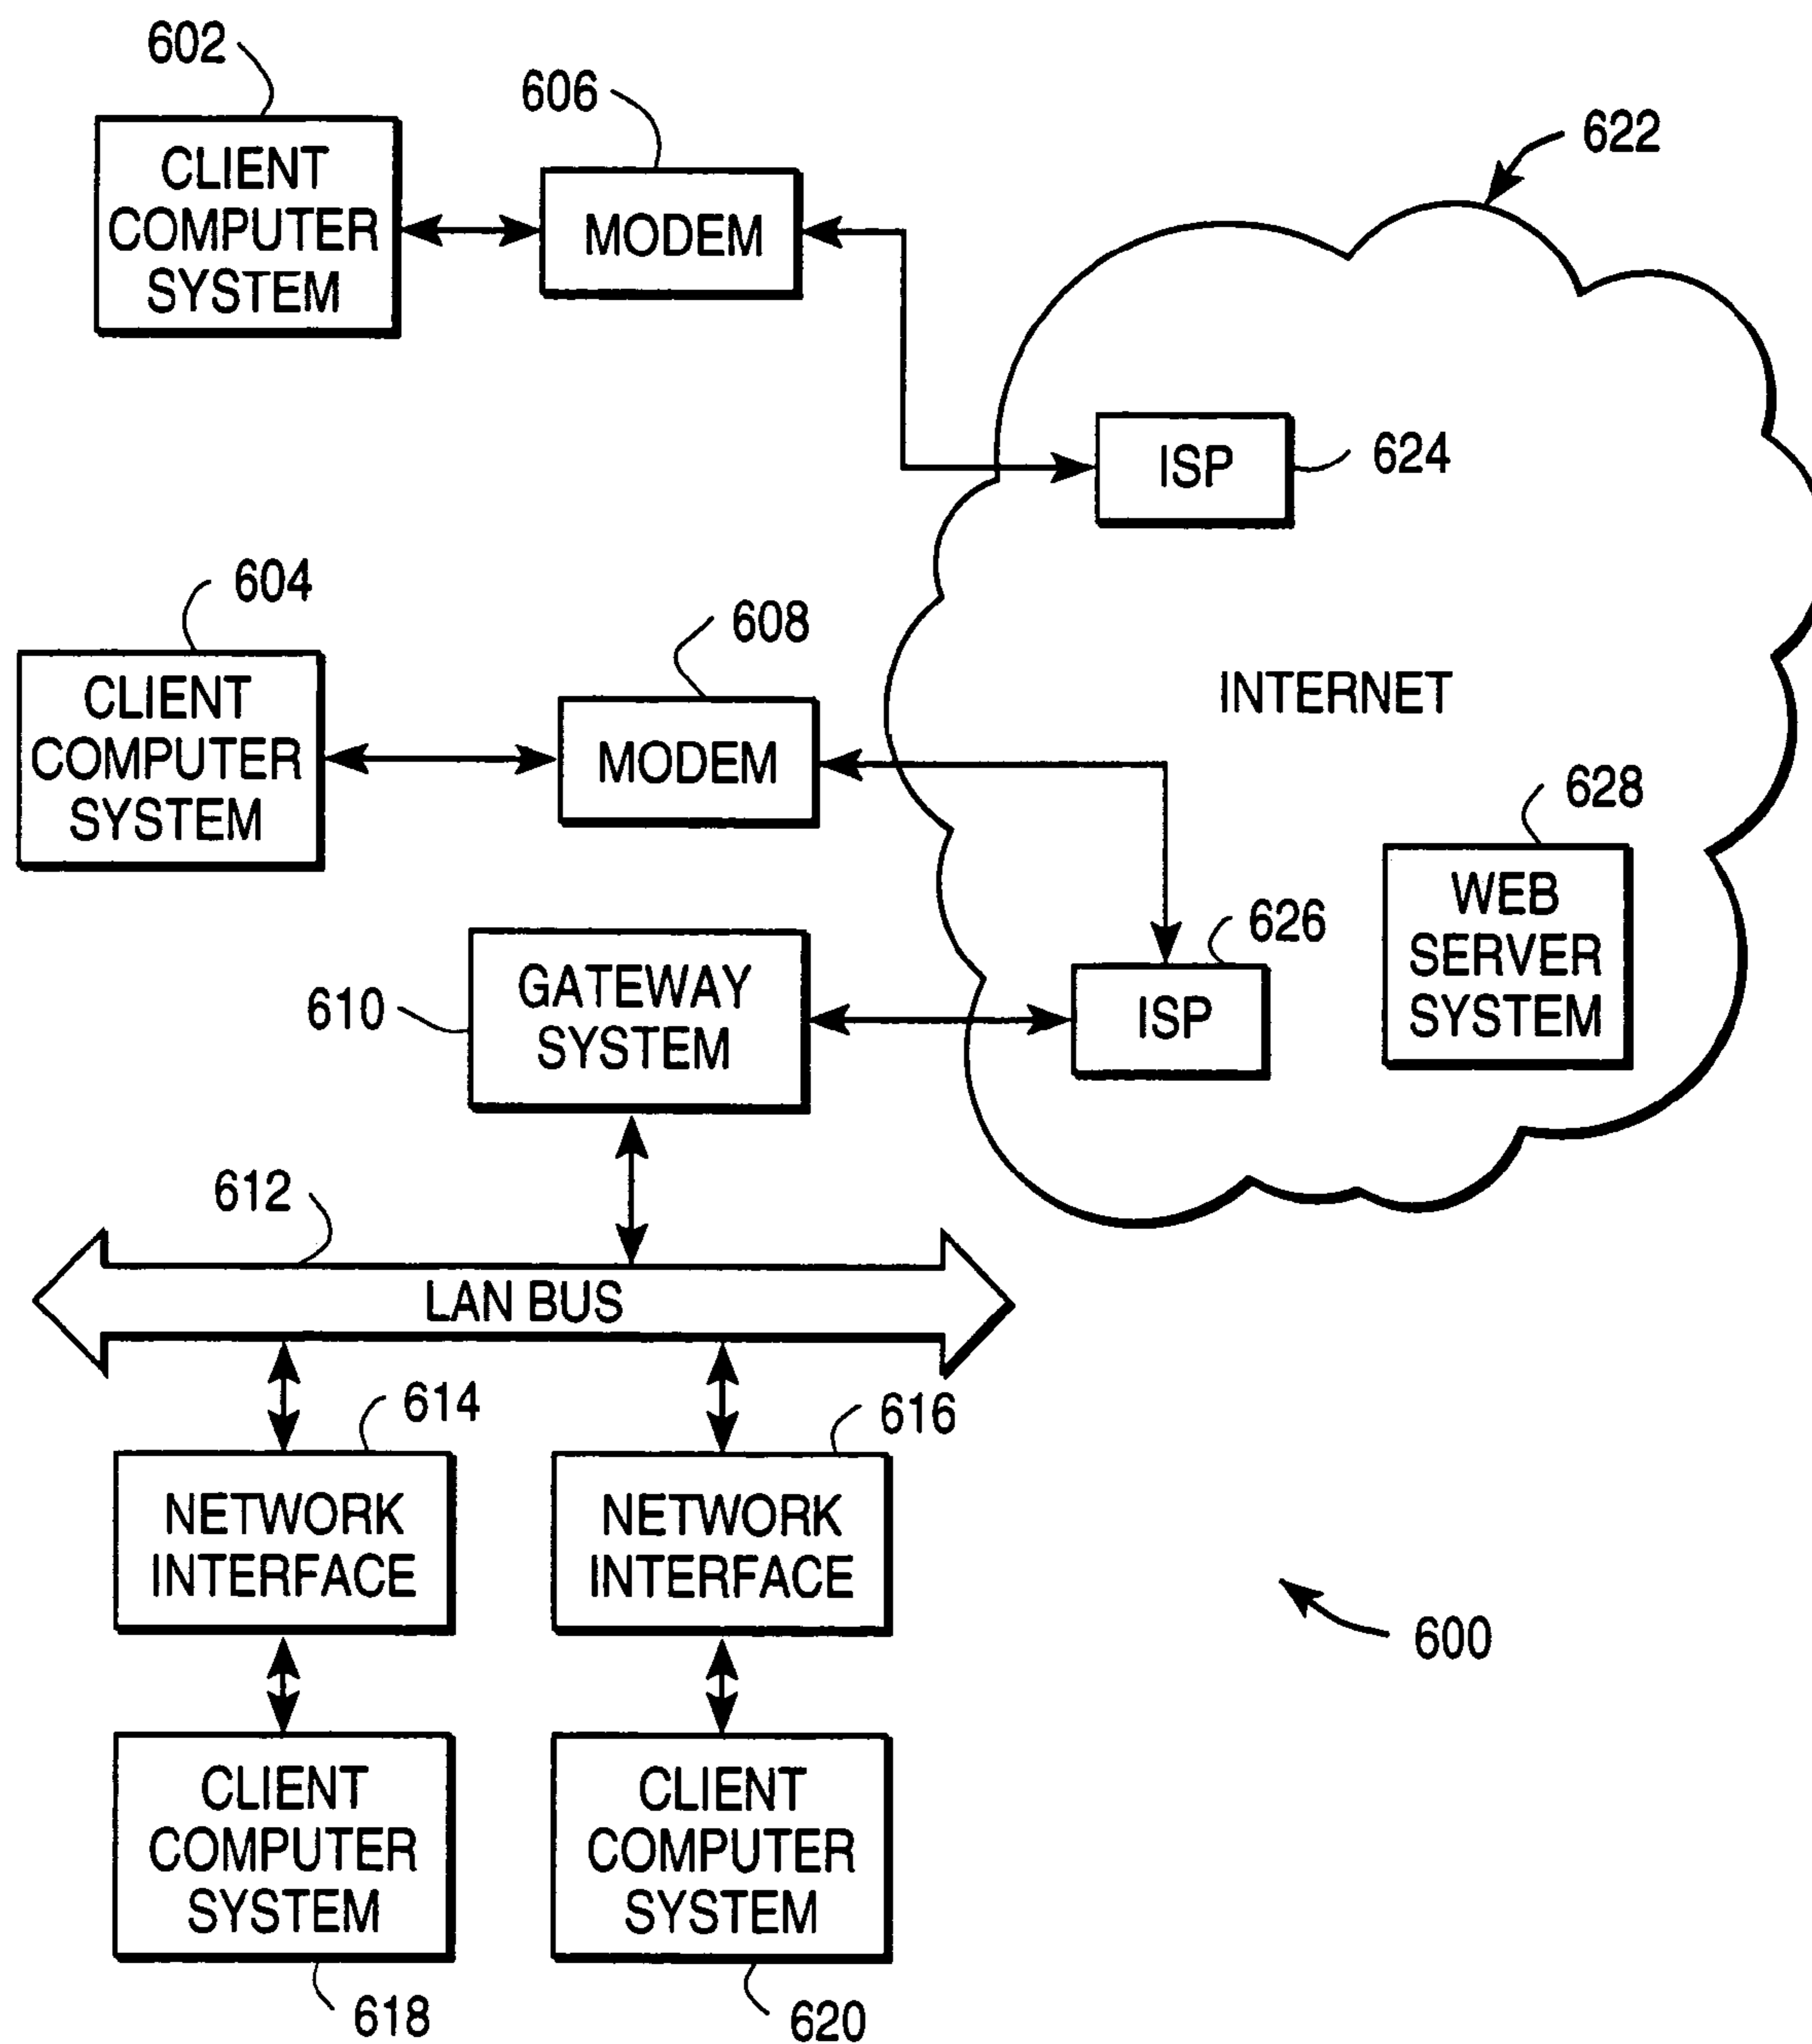 602
606
622
CLIENT
COMPUTER
SYSTEM
MODEM
ISP
624
604
608
CLIENT
COMPUTER
SYSTEM
MODEM
INTERNET
628
WEB
SERVER
SYSTEM
626
ISP
610
GATEWAY
SYSTEM
612
LAN BUS
614
616
NETWORK
INTERFACE
NETWORK
INTERFACE
600
CLIENT
COMPUTER
SYSTEM
CLIENT
COMPUTER
SYSTEM
618
620